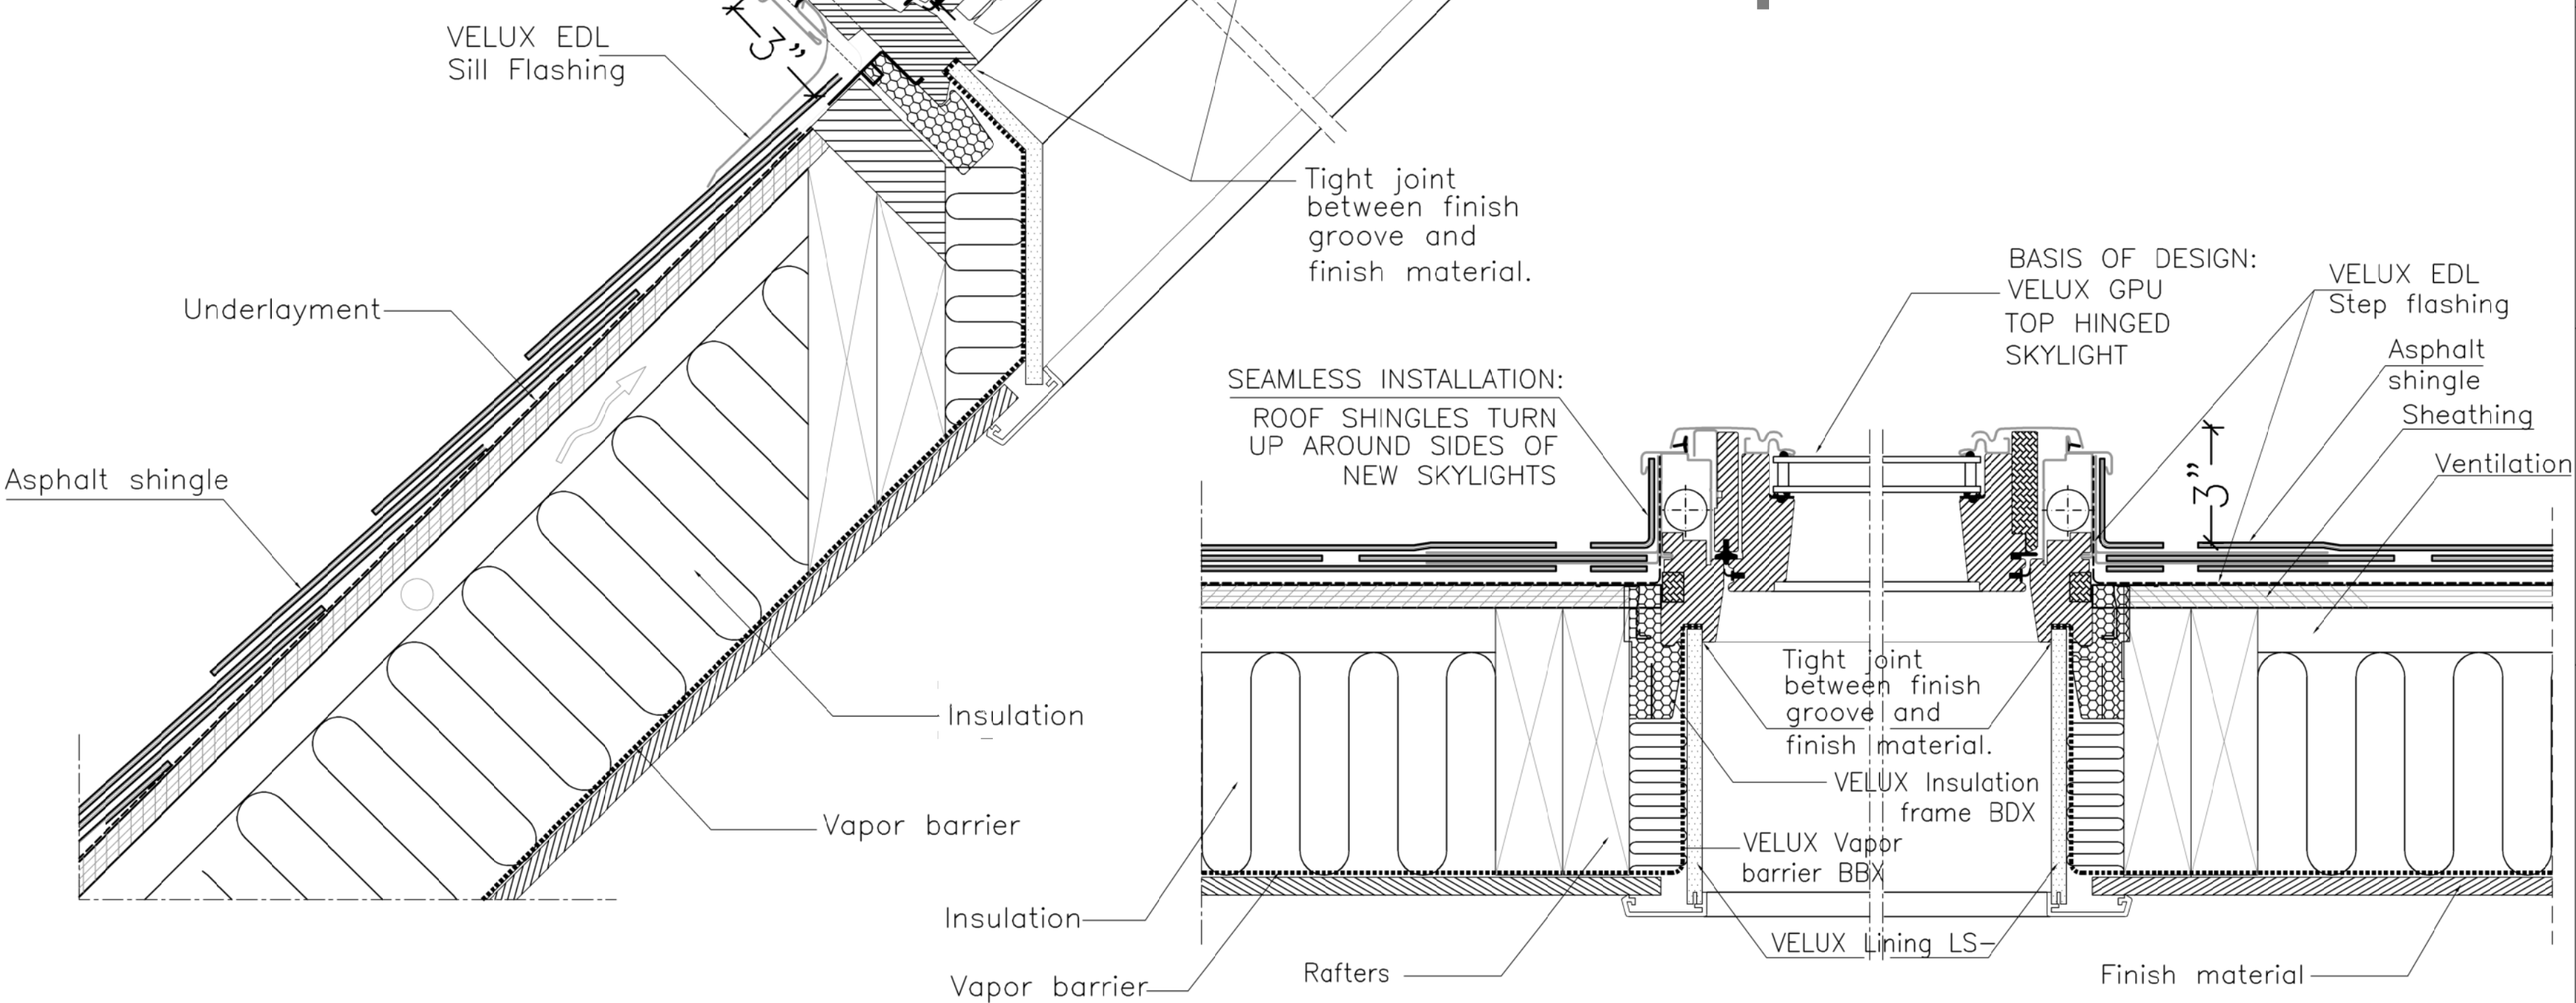 VELUX EDL
Sill Flashing
3"
Underlayment
Asphalt shingle
Tight joint
between finish
groove and
finish material.
Insulation
Vapor barrier
BASIS OF DESIGN:
VELUX GPU
TOP HINGED
SKYLIGHT
VELUX EDL
Step flashing
Asphalt
shingle
Sheathing
Ventilation
SEAMLESS INSTALLATION:
ROOF SHINGLES TURN
UP AROUND SIDES OF
NEW SKYLIGHTS
3"
Tight joint
between finish
groove and
finish material.
VELUX Insulation
frame BDX
VELUX Vapor
barrier BBX
Insulation
Vapor barrier
Rafters
VELUX Lining LS-
Finish material